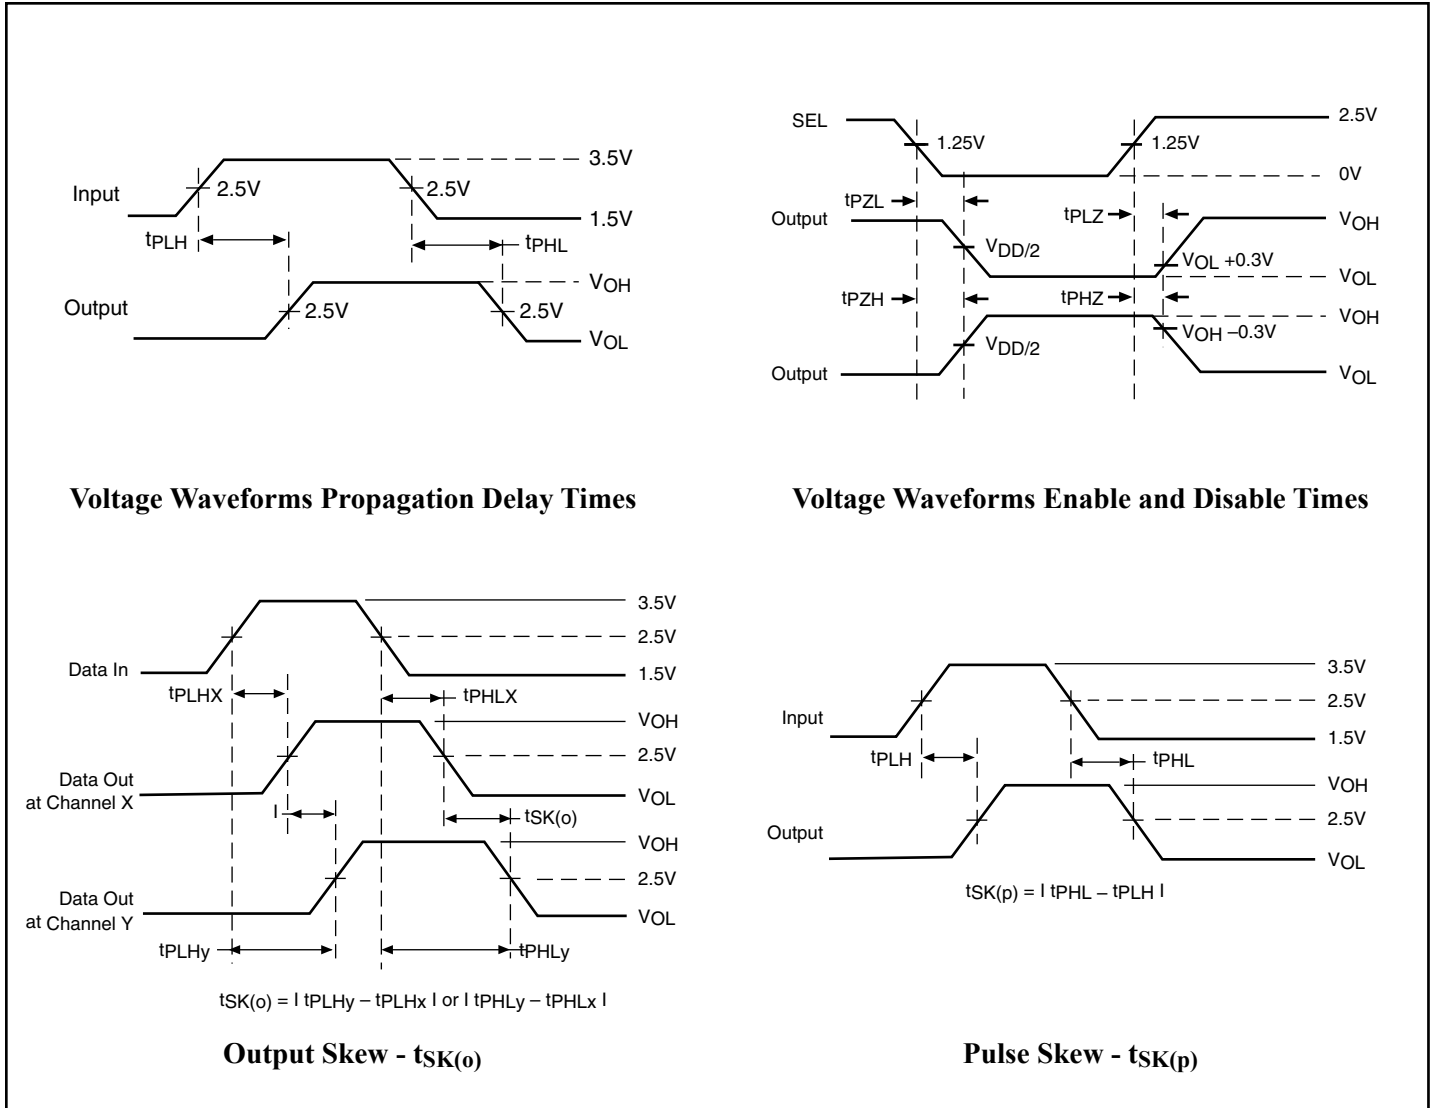 3.5V
2.5V
2.5V
Input
1.5V
tPLH
tPHL
VOH
Output
2.5V
2.5V
VOL
Voltage Waveforms Propagation Delay Times
SEL
2.5V
1.25V
1.25V
0V
tPZL
tPLZ
Output
VOH
VDD/2
VOL +0.3V
VOL
tPZH
tPHZ
VOH
VDD/2
VOH –0.3V
Output
VOL
Voltage Waveforms Enable and Disable Times
3.5V
2.5V
Data In
1.5V
tPLHX
tPHLX
VOH
2.5V
Data Out
at Channel X
VOL
I
tSK(o)
VOH
2.5V
Data Out
at Channel Y
VOL
tPLHy
tPHLy
tSK(o) = I tPLHy – tPLHx I or I tPHLy – tPHLx I
Output Skew - tSK(o)
3.5V
2.5V
Input
1.5V
tPLH
tPHL
VOH
2.5V
Output
VOL
tSK(p) = I tPHL – tPLH I
Pulse Skew - tSK(p)